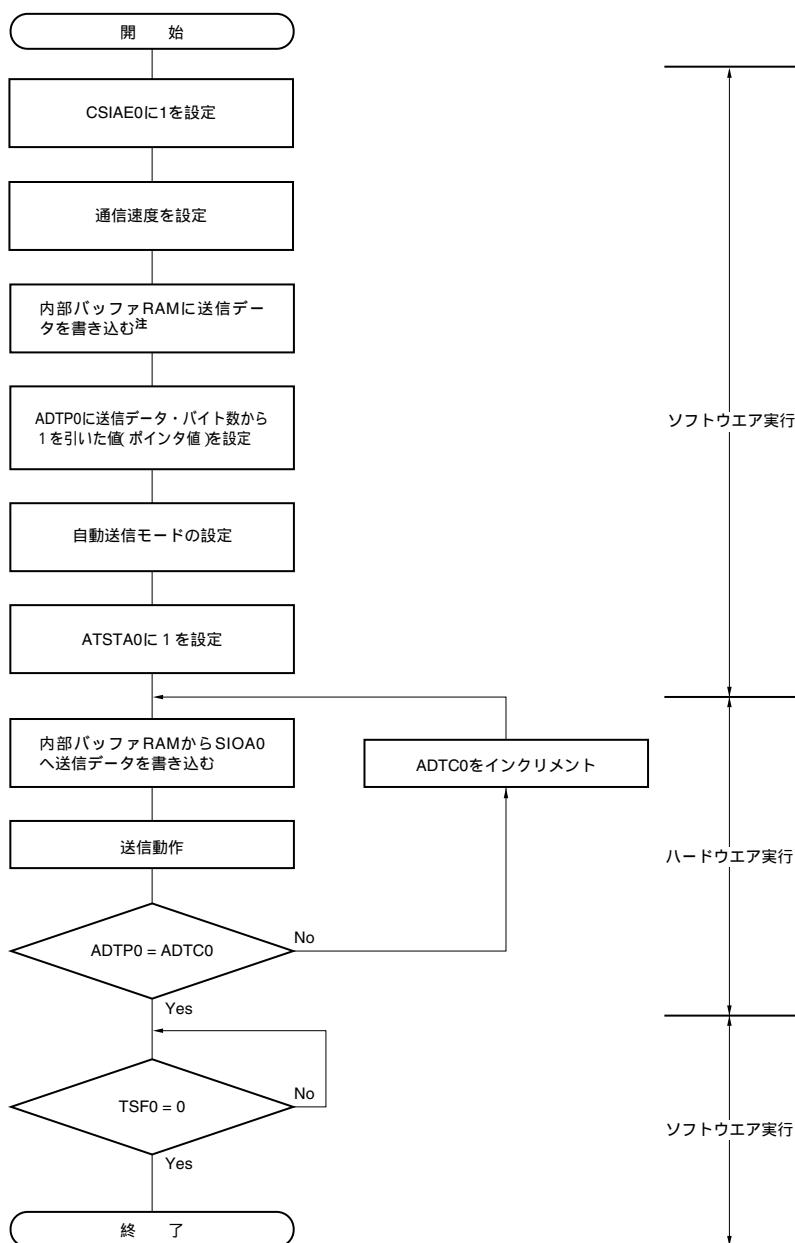 開　始
CSIAE0に1を設定
通信速度を設定
内部バッファRAMに送信デー
タを書き込む注
ADTP0に送信データ・バイト数から
1を引いた値(ポインタ値)を設定
ソフトウエア実行
自動送信モードの設定
ATSTA0に1を設定
内部バッファRAMからSIOA0
へ送信データを書き込む
ADTC0をインクリメント
送信動作
ハードウエア実行
ADTP0 = ADTC0
No
Yes
TSF0 = 0
No
ソフトウエア実行
Yes
終　了